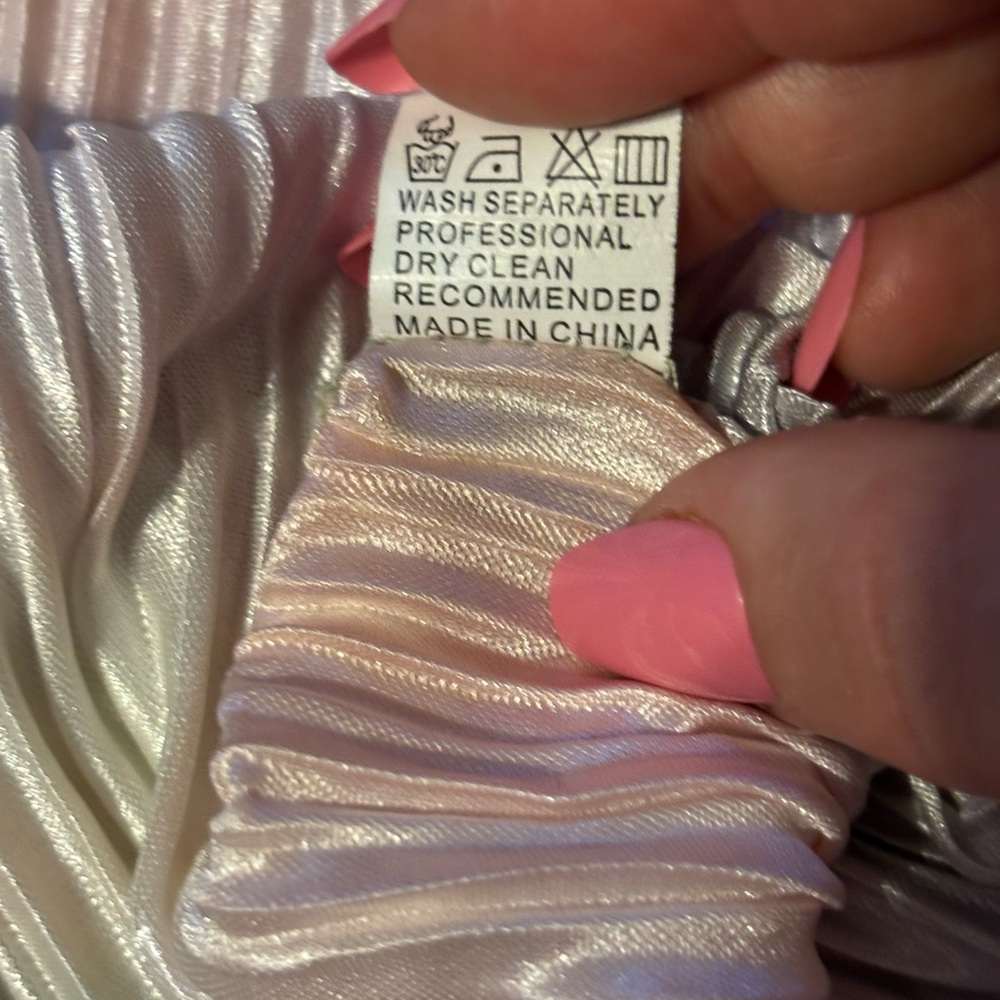 30℃
WASH SEPARATELY
PROFESSIONAL
DRY CLEAN
RECOMMENDED
MADE IN CHINA